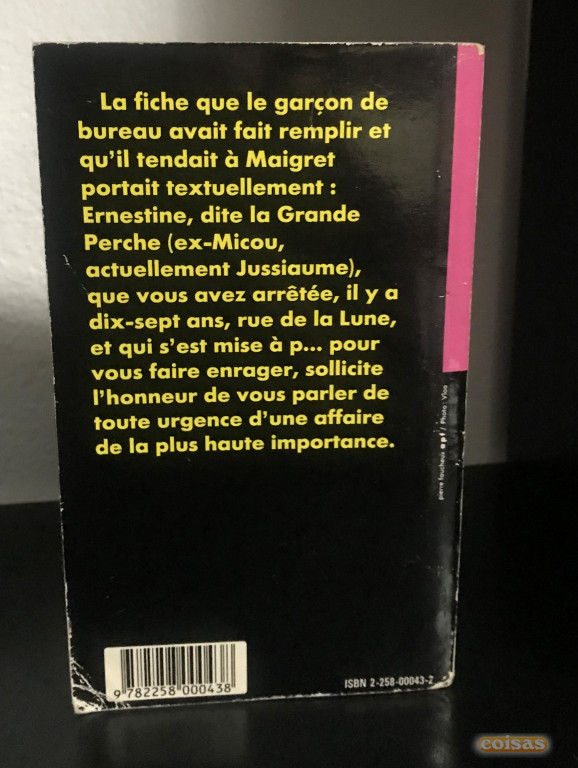 La fiche que le garçon de
bureau avait fait remplir et
qu'il tendait à Maigret
portait textuellement :
Ernestine, dite la Grande
Perche (ex-Micou,
actuellement Jussiaume),
que vous avez arrêtée, il y a
dix-sept ans, rue de la Lune,
et qui s'est mise à p... pour
vous faire enrager, sollicite
l'honneur de vous parler de
toute urgence d'une affaire
de la plus haute importance.
pierre faucheux apf / Photo : Vloo
9 782258 000438
ISBN 2-258-00043-2
coisas